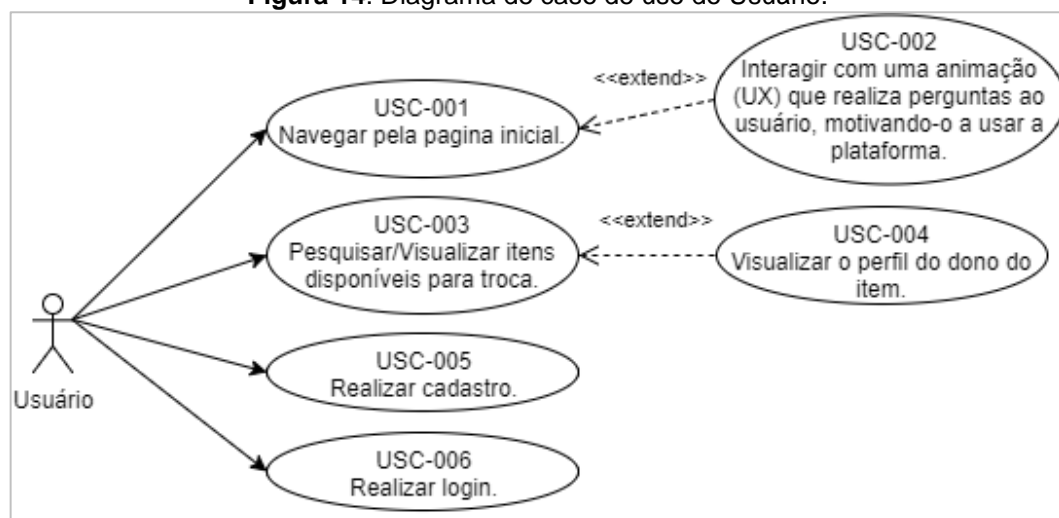 Figura 14. Diagrama de caso de uso de Usuário.
USC-002
Interagir com uma animação
(UX) que realiza perguntas ao
usuário, motivando-o a usar a
plataforma.
<<extend>>
USC-001
Navegar pela pagina inicial.
USC-003
Pesquisar/Visualizar itens
disponíveis para troca.
<<extend>>
USC-004
Visualizar o perfil do dono do
item.
Usuário
USC-005
Realizar cadastro.
USC-006
Realizar login.